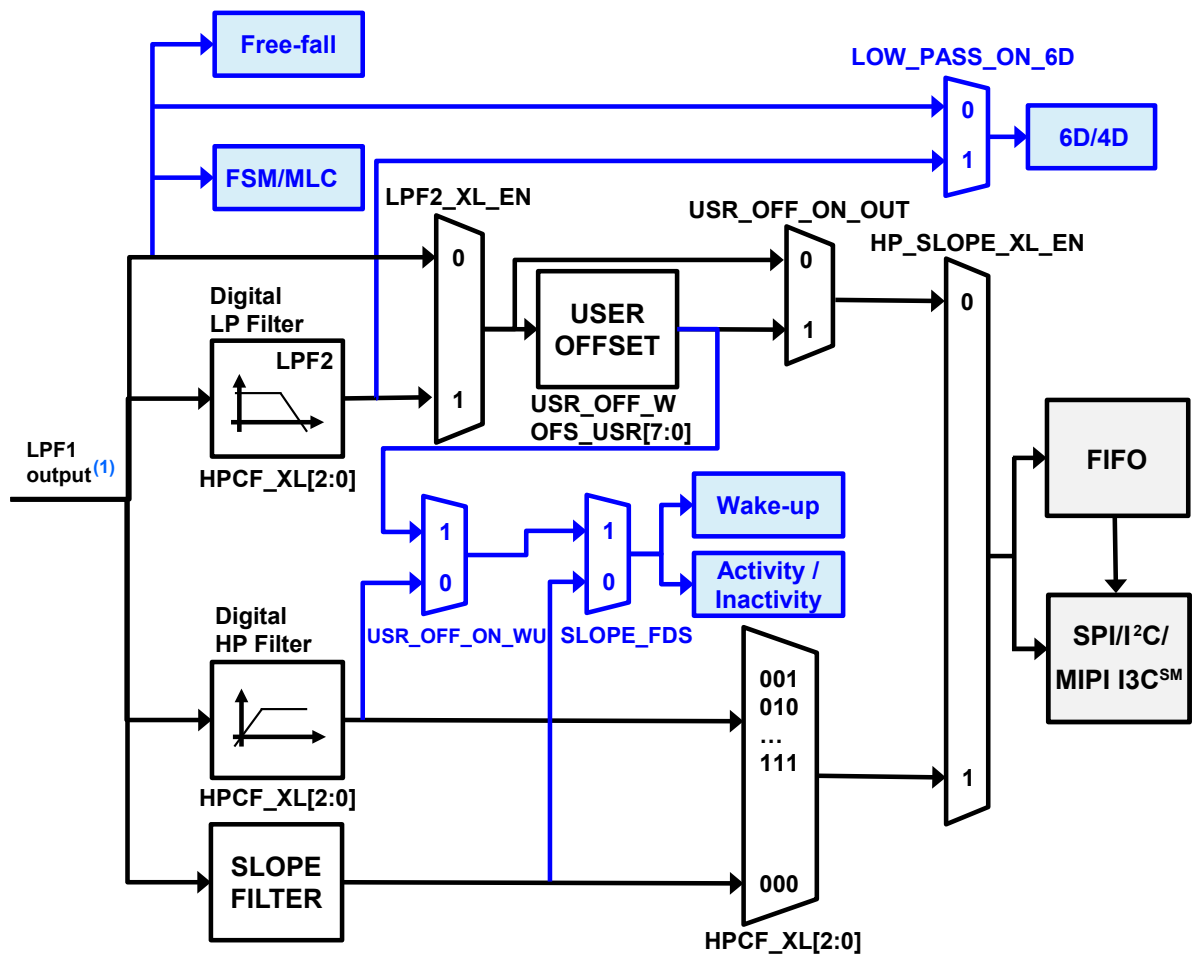 Free-fall
LOW_PASS_ON_6D
0
1
6D/4D
FSM/MLC
LPF2_XL_EN
0
1
USR_OFF_ON_OUT
0
1
HP_SLOPE_XL_EN
0
1
Digital
LP Filter
LPF2
HPCF_XL[2:0]
USER
OFFSET
USR_OFF_W
OFS_USR[7:0]
LPF1
output(1)
FIFO
SPI/I²C/
MIPI I3CSM
1
0
USR_OFF_ON_WU
1
0
SLOPE_FDS
Wake-up
Activity /
Inactivity
Digital
HP Filter
HPCF_XL[2:0]
001
010
...
111
000
HPCF_XL[2:0]
SLOPE
FILTER